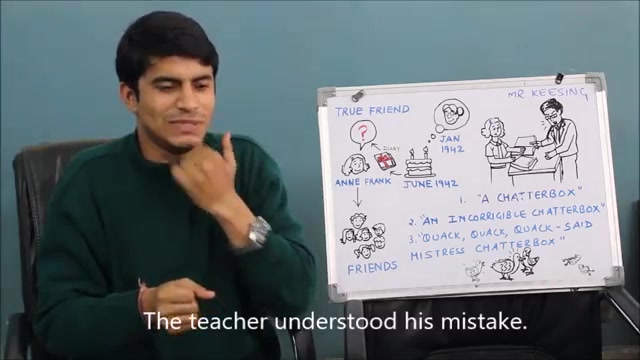 TRUE FRIEND
MR KEESING
?
DIARY
JAN
1942
ANNE FRANK
JUNE 1942
FRIENDS
1. "A CHATTERBOX"
2. "AN INCORRIGIBLE CHATTERBOX"
3. "QUACK, QUACK, QUACK - SAID
MISTRESS CHATTERBOX"
The teacher understood his mistake.